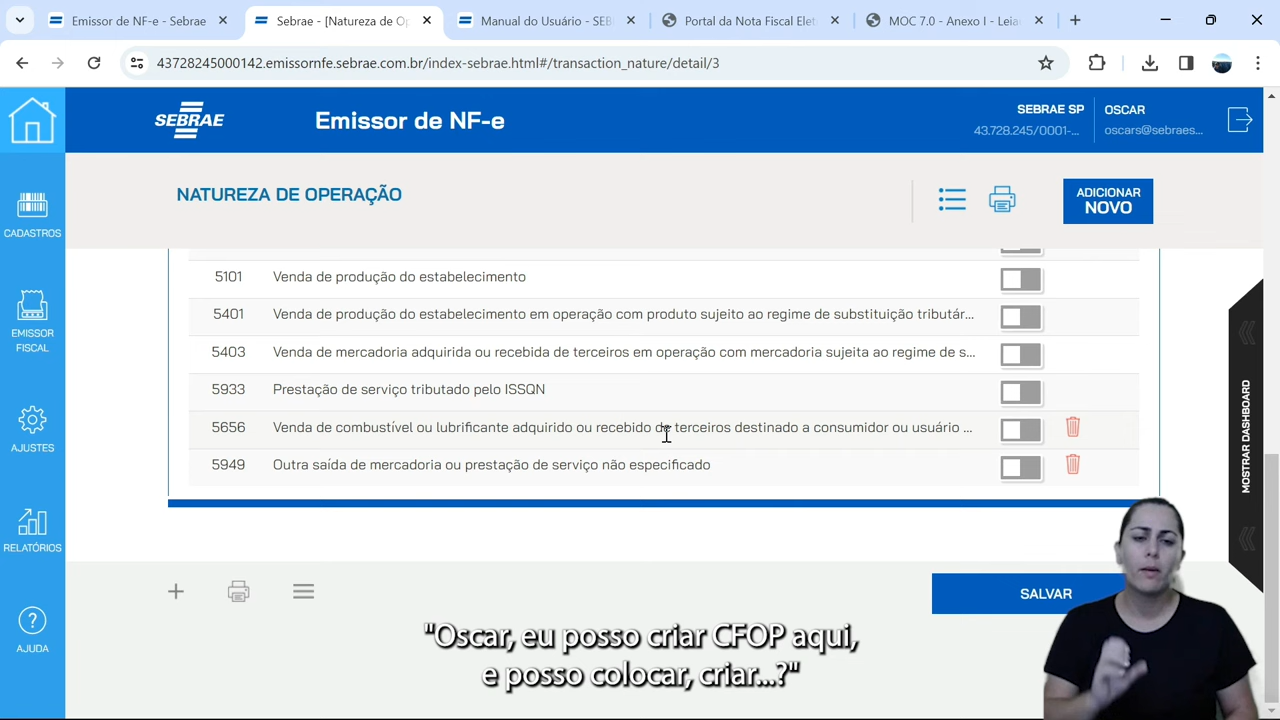 Emissor de NF-e - Sebrae
Sebrae - [Natureza de Op
Manual do Usuário - SEB
Portal da Nota Fiscal Elet
MOC 7.0 - Anexo I - Leia
43728245000142.emissornfe.sebrae.com.br/index-sebrae.html#/transaction_nature/detail/3
SEBRAE
Emissor de NF-e
SEBRAE SP
43.728.245/0001-...
OSCAR
oscars@sebraes...
NATUREZA DE OPERAÇÃO
ADICIONAR
NOVO
CADASTROS
EMISSOR
FISCAL
AJUSTES
RELATÓRIOS
AJUDA
5101 Venda de produção do estabelecimento
5401 Venda de produção do estabelecimento em operação com produto sujeito ao regime de substituição tributár...
5403 Venda de mercadoria adquirida ou recebida de terceiros em operação com mercadoria sujeita ao regime de s...
5933 Prestação de serviço tributado pelo ISSQN
5656 Venda de combustível ou lubrificante adquirido ou recebido de terceiros destinado a consumidor ou usuário ...
5949 Outra saída de mercadoria ou prestação de serviço não especificado
MOSTRAR DASHBOARD
SALVAR
"Oscar, eu posso criar CFOP aqui,
e posso colocar, criar...?"